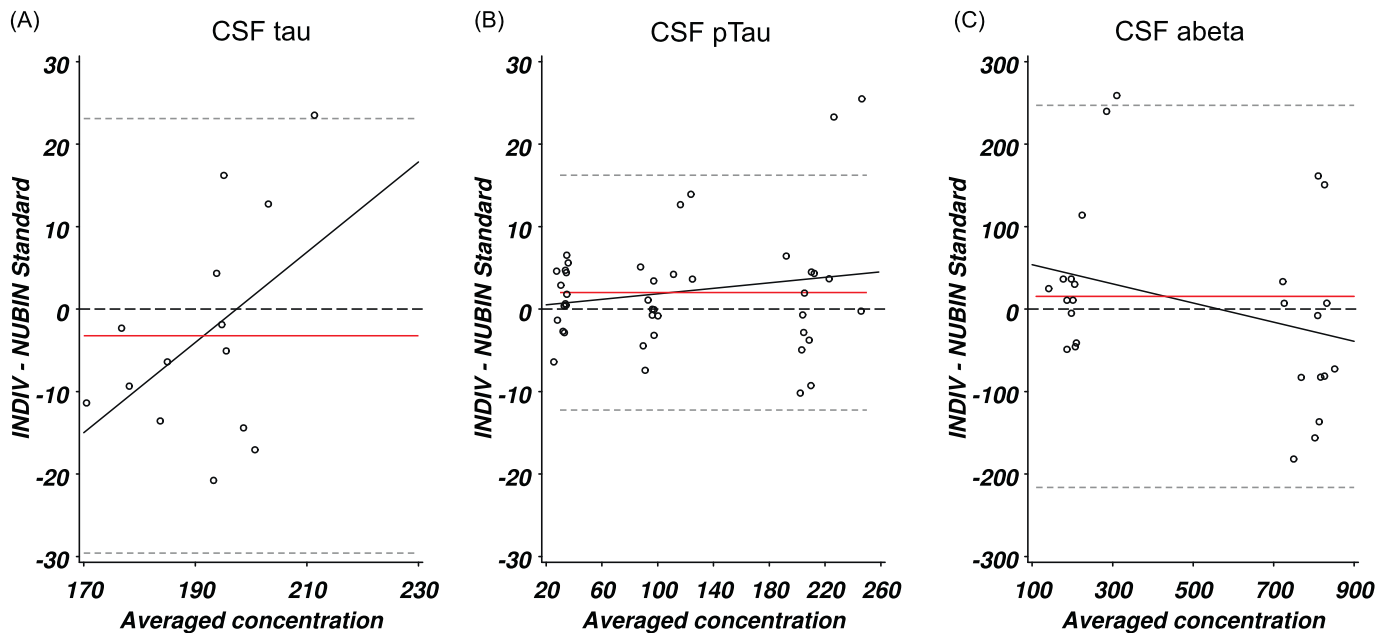 (A)
CSF tau
INDIV - NUBIN Standard
30
20
10
0
-10
-20
-30
170 190 210 230
Averaged concentration
(B)
CSF pTau
INDIV - NUBIN Standard
30
20
10
0
-10
-20
-30
20 60 100 140 180 220 260
Averaged concentration
(C)
CSF abeta
INDIV - NUBIN Standard
300
200
100
0
-100
-200
-300
100 300 500 700 900
Averaged concentration